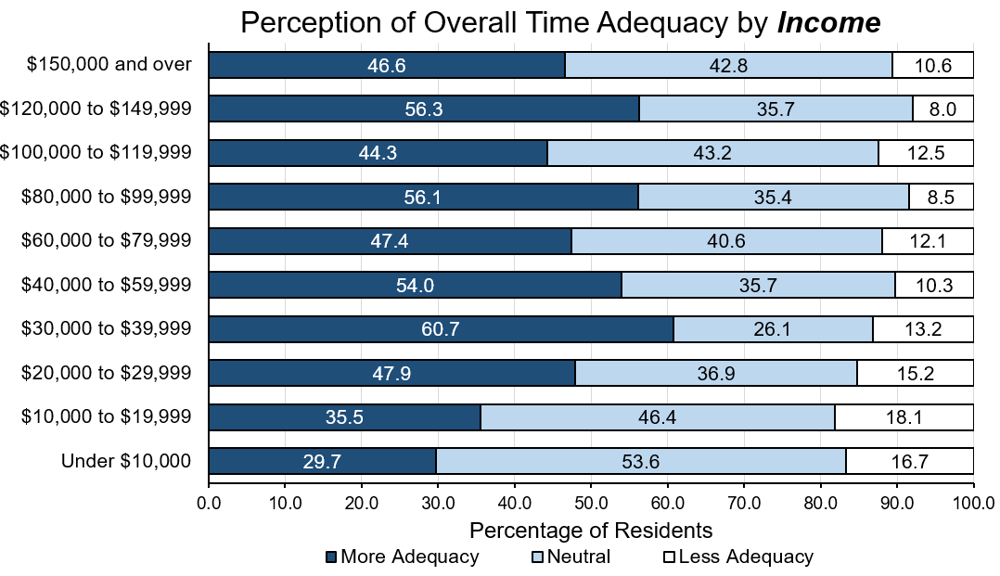 Perception of Overall Time Adequacy by Income
$150,000 and over 46.6 42.8 10.6
$120,000 to $149,999 56.3 35.7 8.0
$100,000 to $119,999 44.3 43.2 12.5
$80,000 to $99,999 56.1 35.4 8.5
$60,000 to $79,999 47.4 40.6 12.1
$40,000 to $59,999 54.0 35.7 10.3
$30,000 to $39,999 60.7 26.1 13.2
$20,000 to $29,999 47.9 36.9 15.2
$10,000 to $19,999 35.5 46.4 18.1
Under $10,000 29.7 53.6 16.7
0.0 10.0 20.0 30.0 40.0 50.0 60.0 70.0 80.0 90.0 100.0
Percentage of Residents
More Adequacy Neutral Less Adequacy